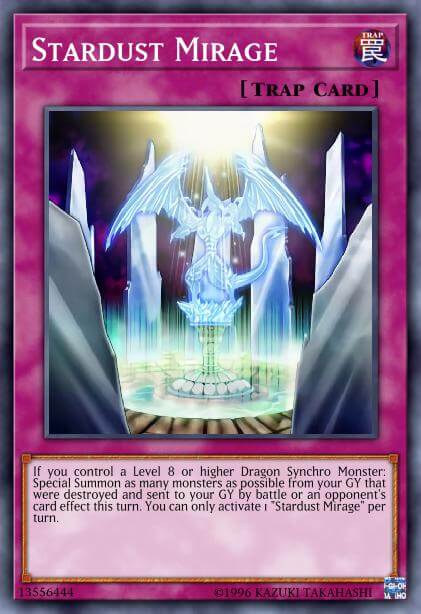 STARDUST MIRAGE
TRAP
罠
[TRAP CARD]
If you control a Level 8 or higher Dragon Synchro Monster:
Special Summon as many monsters as possible from your GY that
were destroyed and sent to your GY by battle or an opponent's
card effect this turn. You can only activate 1 "Stardust Mirage" per
turn.
13556444
©1996 KAZUKI TAKAHASHI